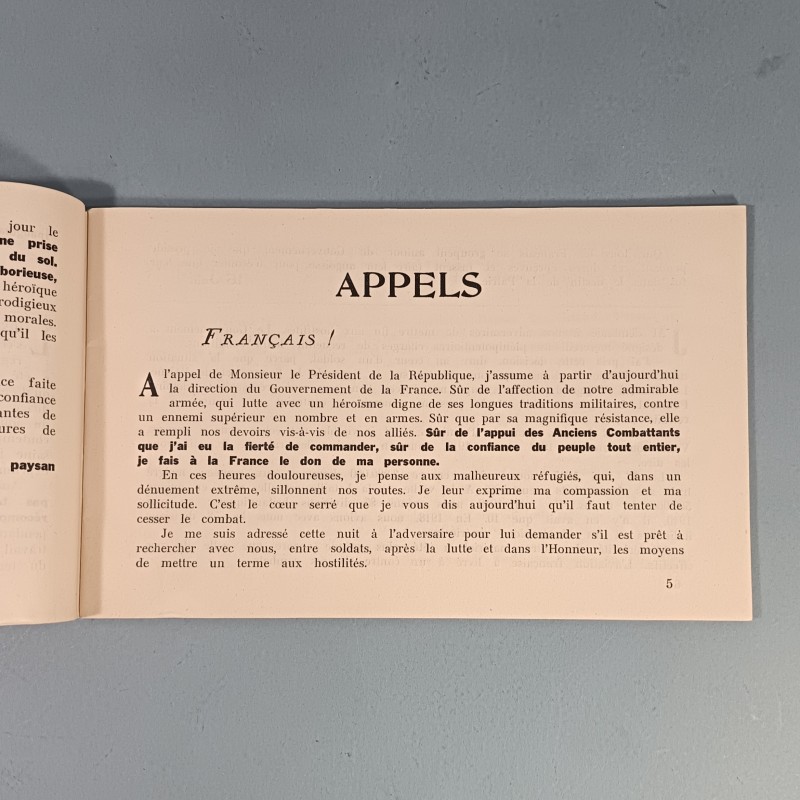 jour le
ne prise
du sol.
borieuse,
héroïque
rodigieux
morales.
qu'il les
ce faite
confiance
antes de
ures de
paysan
APPELS
FRANÇAIS !
A l'appel de Monsieur le Président de la République, j'assume à partir d'aujourd'hui
la direction du Gouvernement de la France. Sûr de l'affection de notre admirable
armée, qui lutte avec un héroïsme digne de ses longues traditions militaires, contre
un ennemi supérieur en nombre et en armes. Sûr que par sa magnifique résistance, elle
a rempli nos devoirs vis-à-vis de nos alliés. Sûr de l'appui des Anciens Combattants
que j'ai eu la fierté de commander, sûr de la confiance du peuple tout entier,
je fais à la France le don de ma personne.
En ces heures douloureuses, je pense aux malheureux réfugiés, qui, dans un
dénuement extrême, sillonnent nos routes. Je leur exprime ma compassion et ma
sollicitude. C'est le cœur serré que je vous dis aujourd'hui qu'il faut tenter de
cesser le combat.
Je me suis adressé cette nuit à l'adversaire pour lui demander s'il est prêt à
rechercher avec nous, entre soldats, après la lutte et dans l'Honneur, les moyens
de mettre un terme aux hostilités.
5